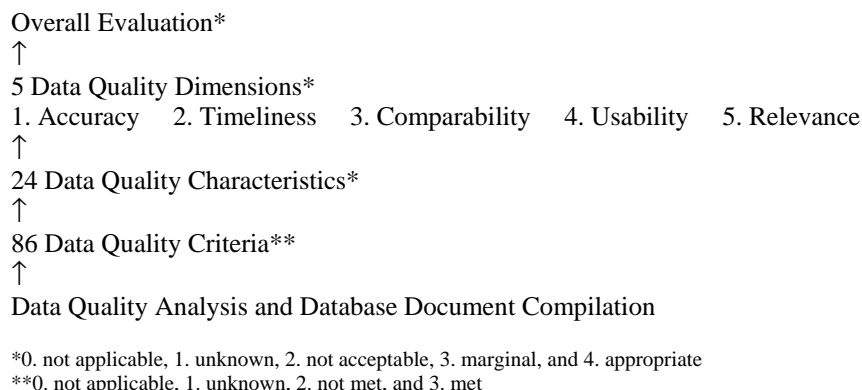 Overall Evaluation*
↑
5 Data Quality Dimensions*
1. Accuracy 2. Timeliness 3. Comparability 4. Usability 5. Relevance
↑
24 Data Quality Characteristics*
↑
86 Data Quality Criteria**
↑
Data Quality Analysis and Database Document Compilation
*0. not applicable, 1. unknown, 2. not acceptable, 3. marginal, and 4. appropriate
**0. not applicable, 1. unknown, 2. not met, and 3. met